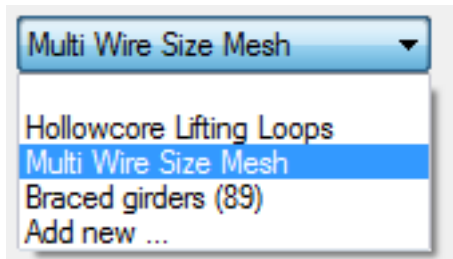 Multi Wire Size Mesh
Hollowcore Lifting Loops
Multi Wire Size Mesh
Braced girders (89)
Add new ...